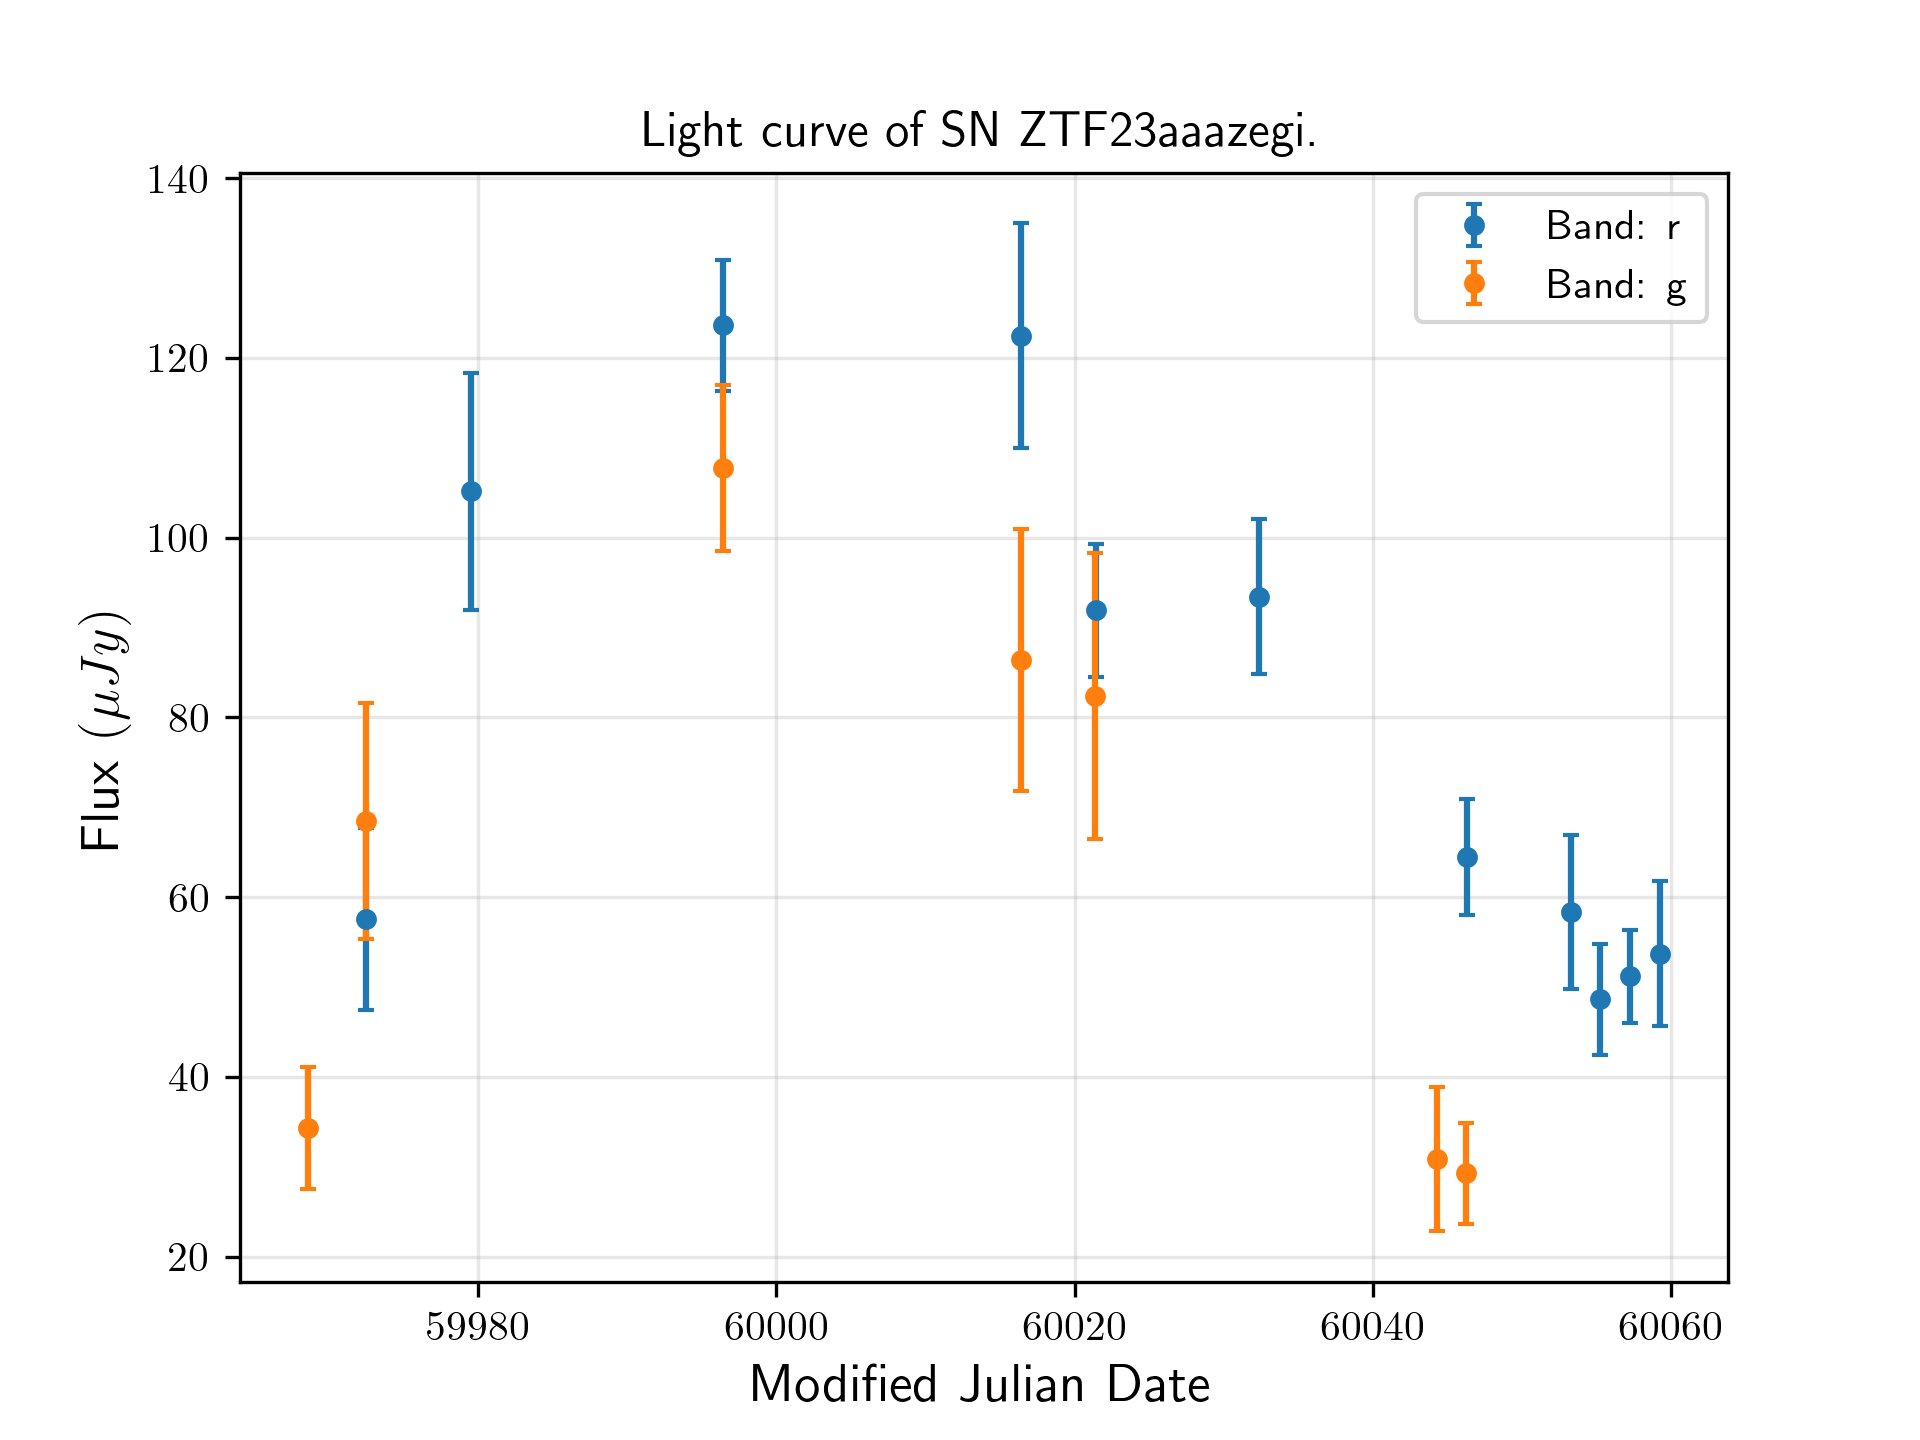 Light curve of SN ZTF23aaazegi.
140
120
100
80
60
40
20
Flux (μJy)
Band: r
Band: g
59980
60000
60020
60040
60060
Modified Julian Date